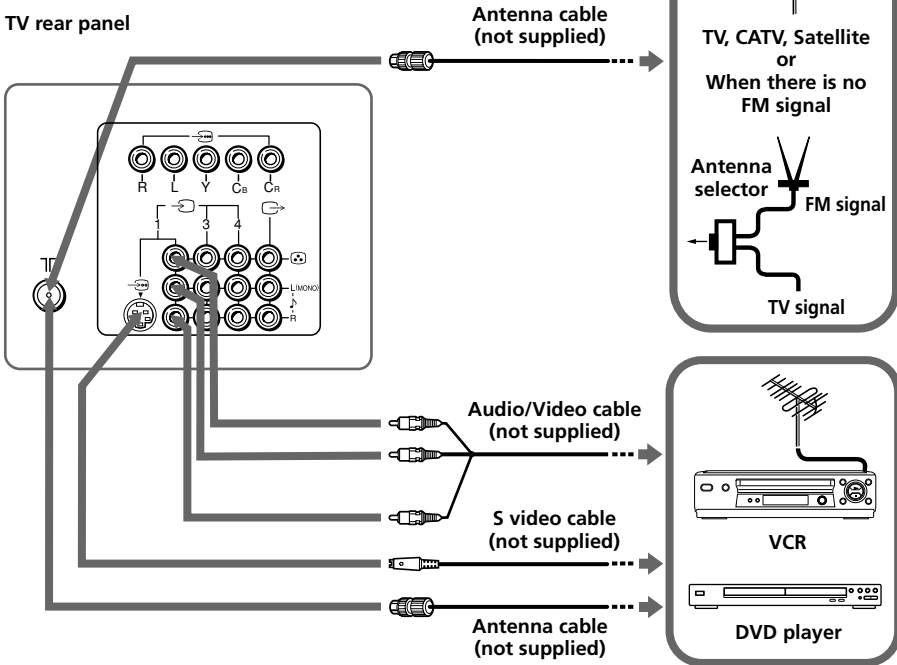 TV rear panel
Antenna cable
(not supplied)
TV, CATV, Satellite
or
When there is no
FM signal
Antenna
selector
FM signal
TV signal
R L Y CB CR
1 3 4
L(MONO)
R
Audio/Video cable
(not supplied)
S video cable
(not supplied)
VCR
DVD player
Antenna cable
(not supplied)